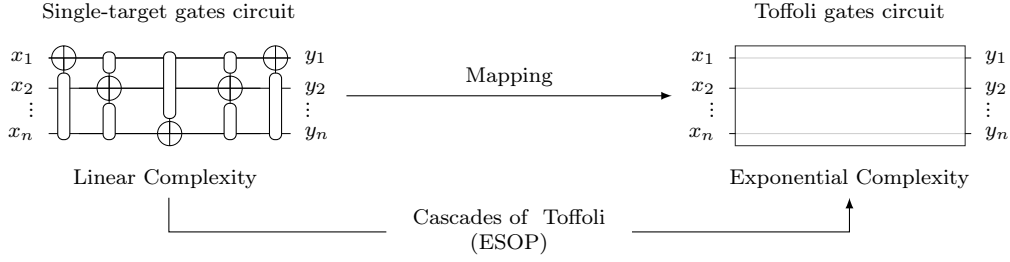 Single-target gates circuit
Toffoli gates circuit
x₁ y₁
x₂ y₂
⋮ ⋮
xₙ yₙ
Mapping
x₁ y₁
x₂ y₂
⋮ ⋮
xₙ yₙ
Linear Complexity
Exponential Complexity
Cascades of Toffoli
(ESOP)